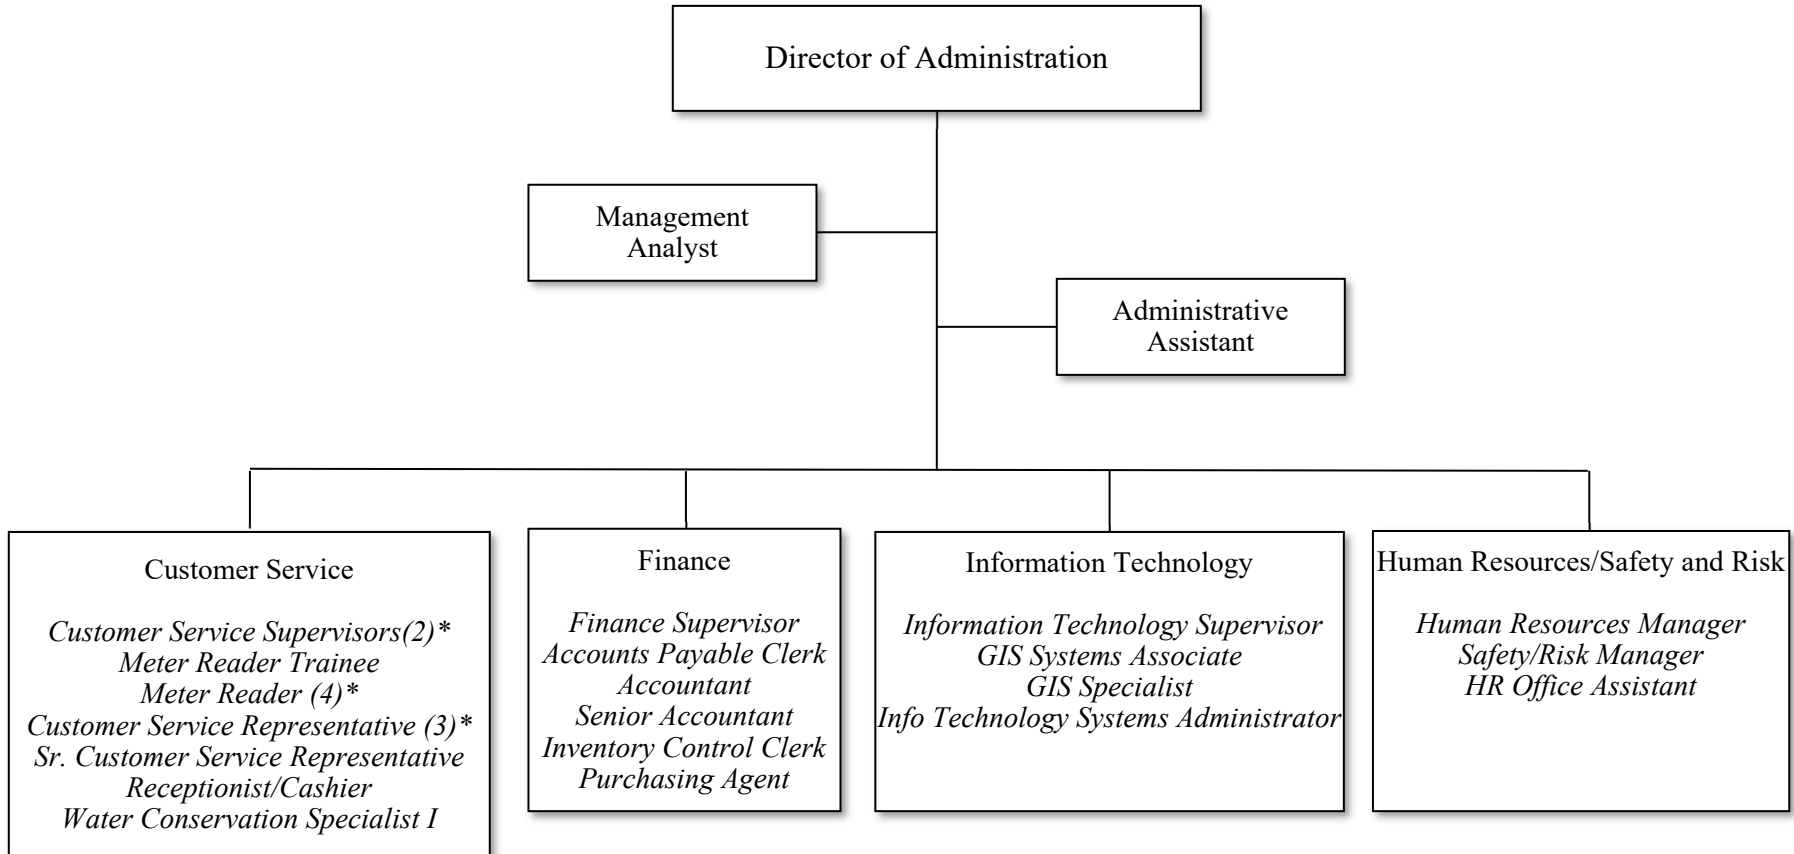 Director of Administration
Management
Analyst
Administrative
Assistant
Customer Service
Customer Service Supervisors(2)*
Meter Reader Trainee
Meter Reader (4)*
Customer Service Representative (3)*
Sr. Customer Service Representative
Receptionist/Cashier
Water Conservation Specialist I
Finance
Finance Supervisor
Accounts Payable Clerk
Accountant
Senior Accountant
Inventory Control Clerk
Purchasing Agent
Information Technology
Information Technology Supervisor
GIS Systems Associate
GIS Specialist
Info Technology Systems Administrator
Human Resources/Safety and Risk
Human Resources Manager
Safety/Risk Manager
HR Office Assistant